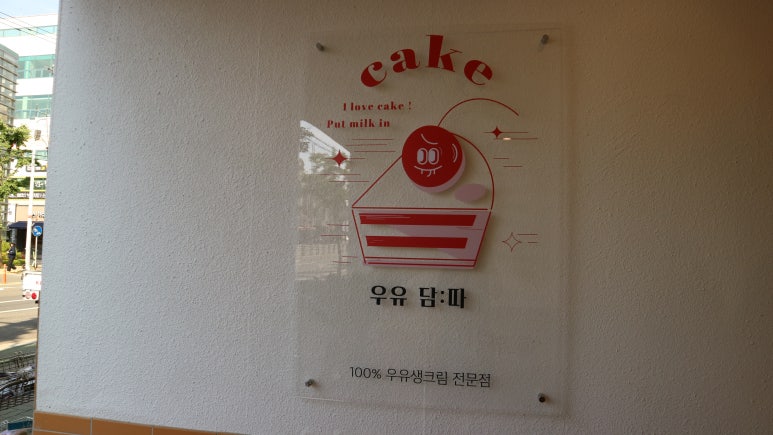 cake
I love cake !
Put milk in
우유 담:따
100% 우유생크림 전문점